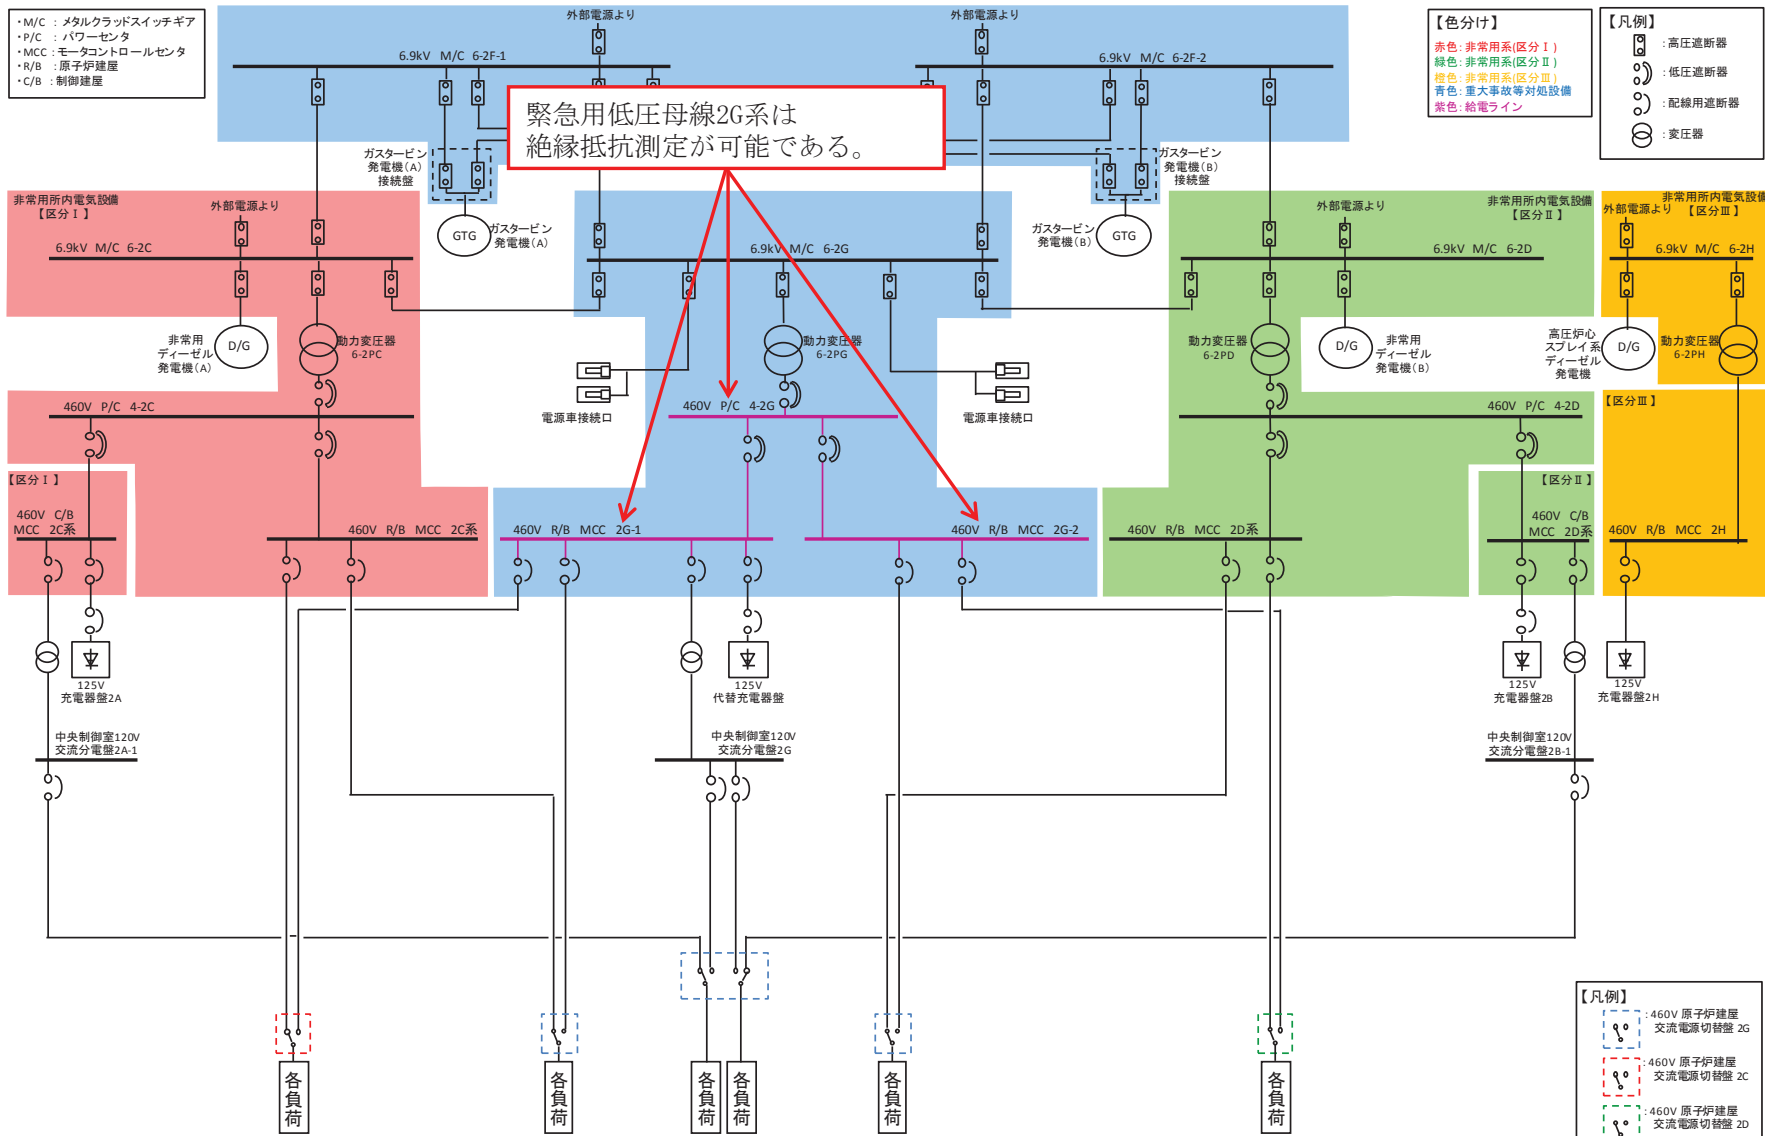 ・M/C ： メタルクラッドスイッチギア
・P/C ： パワーセンタ
・MCC：モータコントロールセンタ
・R/B ：原子炉建屋
・C/B ：制御建屋
外部電源より
外部電源より
6.9kV M/C 6-2F-1
6.9kV M/C 6-2F-2
【色分け】
赤色：非常用系(区分Ⅰ)
緑色：非常用系(区分Ⅱ)
橙色：非常用系(区分Ⅲ)
青色：重大事故等対処設備
紫色：給電ライン
【凡例】
：高圧遮断器
：低圧遮断器
：配線用遮断器
：変圧器
緊急用低圧母線2G系は
絶縁抵抗測定が可能である。
ガスタービン
発電機(A)
接続盤
ガスタービン
発電機(B)
接続盤
GTG
ガスタービン
発電機(A)
ガスタービン
発電機(B)
GTG
非常用所内電気設備
【区分Ⅰ】
外部電源より
6.9kV M/C 6-2C
6.9kV M/C 6-2G
外部電源より
非常用所内電気設備
【区分Ⅱ】
6.9kV M/C 6-2D
外部電源より
非常用所内電気設備
【区分Ⅲ】
6.9kV M/C 6-2H
非常用
ディーゼル
発電機(A)
D/G
動力変圧器
6-2PC
動力変圧器
6-2PG
動力変圧器
6-2PD
D/G
非常用
ディーゼル
発電機(B)
高圧炉心
スプレイ系
ディーゼル
発電機
D/G
動力変圧器
6-2PH
電源車接続口
電源車接続口
460V P/C 4-2C
460V P/C 4-2G
460V P/C 4-2D
【区分Ⅲ】
【区分Ⅰ】
【区分Ⅱ】
460V C/B
MCC 2C系
460V R/B MCC 2C系
460V R/B MCC 2G-1
460V R/B MCC 2G-2
460V R/B MCC 2D系
460V C/B
MCC 2D系
460V R/B MCC 2H
125V
充電器盤2A
125V
代替充電器盤
125V
充電器盤2B
125V
充電器盤2H
中央制御室120V
交流分電盤2A-1
中央制御室120V
交流分電盤2G
中央制御室120V
交流分電盤2B-1
各負荷
各負荷
各負荷
各負荷
各負荷
各負荷
【凡例】
：460V 原子炉建屋
交流電源切替盤 2G
：460V 原子炉建屋
交流電源切替盤 2C
：460V 原子炉建屋
交流電源切替盤 2D